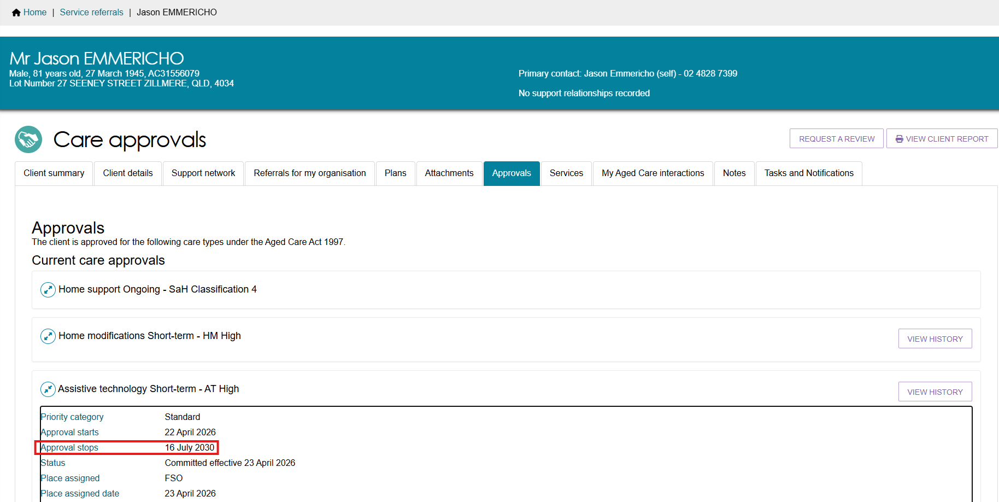 Home | Service referrals | Jason EMMERICHO
Mr Jason EMMERICHO
Male, 81 years old, 27 March 1945, AC31556079
Lot Number 27 SEENEY STREET ZILLMERE, QLD, 4034
Primary contact: Jason Emmericho (self) - 02 4828 7399
No support relationships recorded
Care approvals
REQUEST A REVIEW
VIEW CLIENT REPORT
Client summary
Client details
Support network
Referrals for my organisation
Plans
Attachments
Approvals
Services
My Aged Care interactions
Notes
Tasks and Notifications
Approvals
The client is approved for the following care types under the Aged Care Act 1997.
Current care approvals
Home support Ongoing - SaH Classification 4
Home modifications Short-term - HM High
VIEW HISTORY
Assistive technology Short-term - AT High
VIEW HISTORY
Priority category Standard
Approval starts 22 April 2026
Approval stops 16 July 2030
Status Committed effective 23 April 2026
Place assigned FSO
Place assigned date 23 April 2026